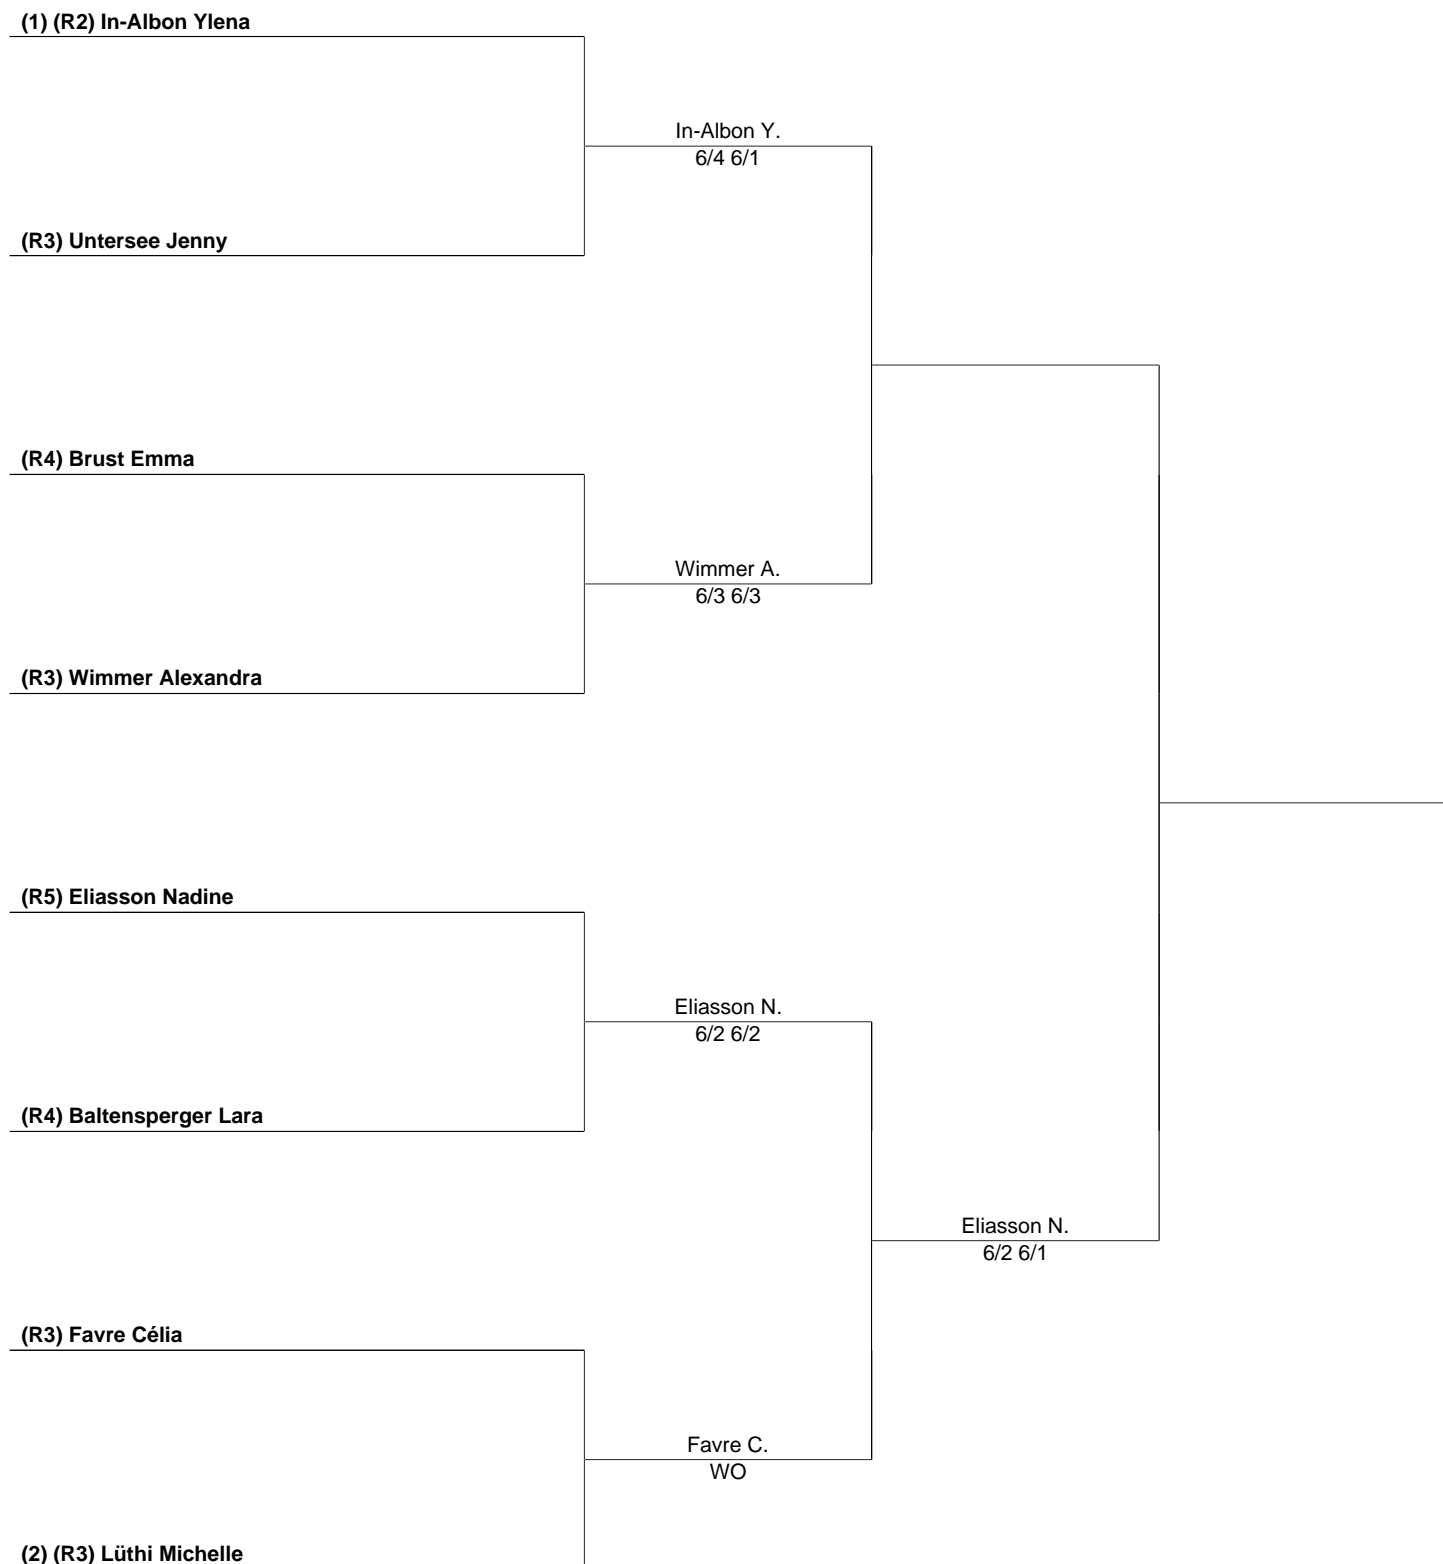 (1) (R2) In-Albon Ylena
In-Albon Y.
6/4 6/1
(R3) Untersee Jenny
(R4) Brust Emma
Wimmer A.
6/3 6/3
(R3) Wimmer Alexandra
(R5) Eliasson Nadine
Eliasson N.
6/2 6/2
(R4) Baltensperger Lara
Eliasson N.
6/2 6/1
(R3) Favre Célia
Favre C.
WO
(2) (R3) Lüthi Michelle